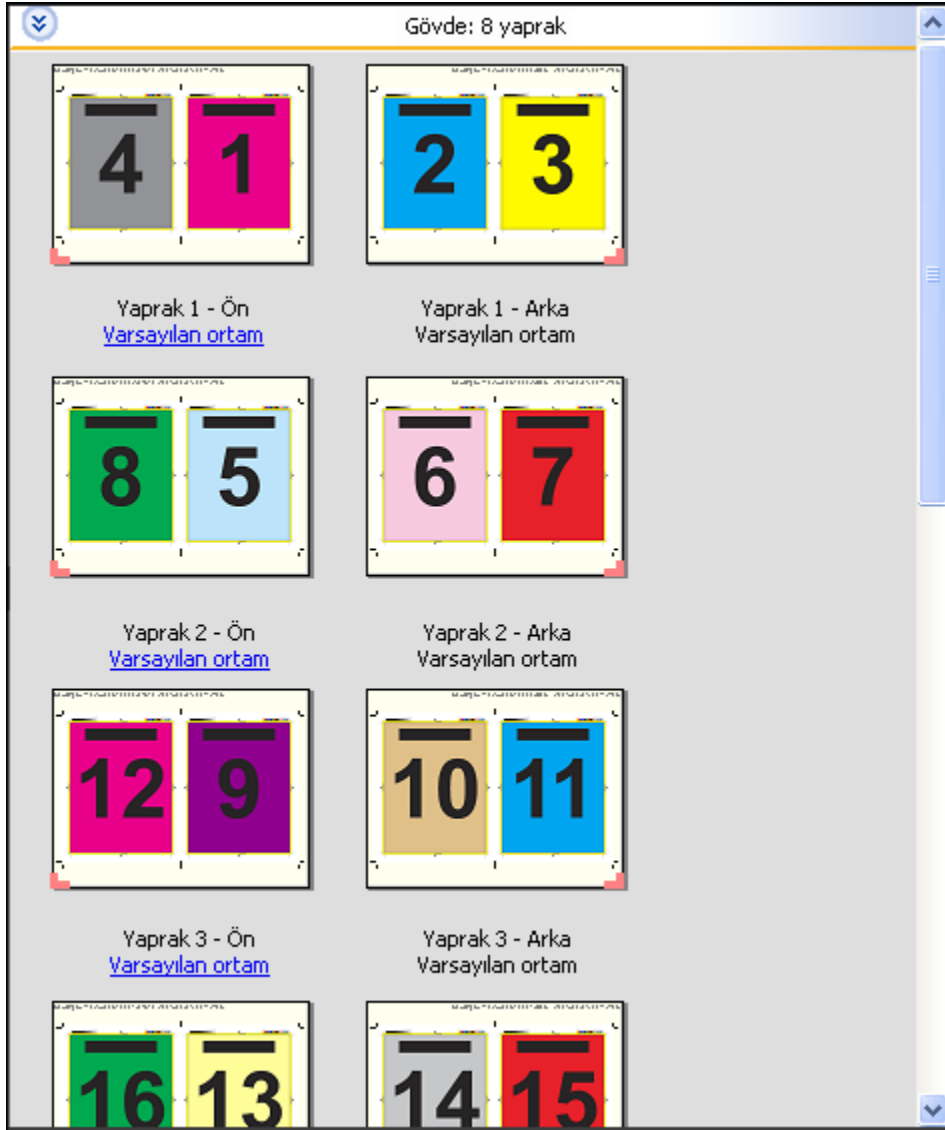 Gövde: 8 yaprak
4 1 2 3
Yaprak 1 - Ön Yaprak 1 - Arka
Varsayılan ortam Varsayılan ortam
8 5 6 7
Yaprak 2 - Ön Yaprak 2 - Arka
Varsayılan ortam Varsayılan ortam
12 9 10 11
Yaprak 3 - Ön Yaprak 3 - Arka
Varsayılan ortam Varsayılan ortam
16 13 14 15